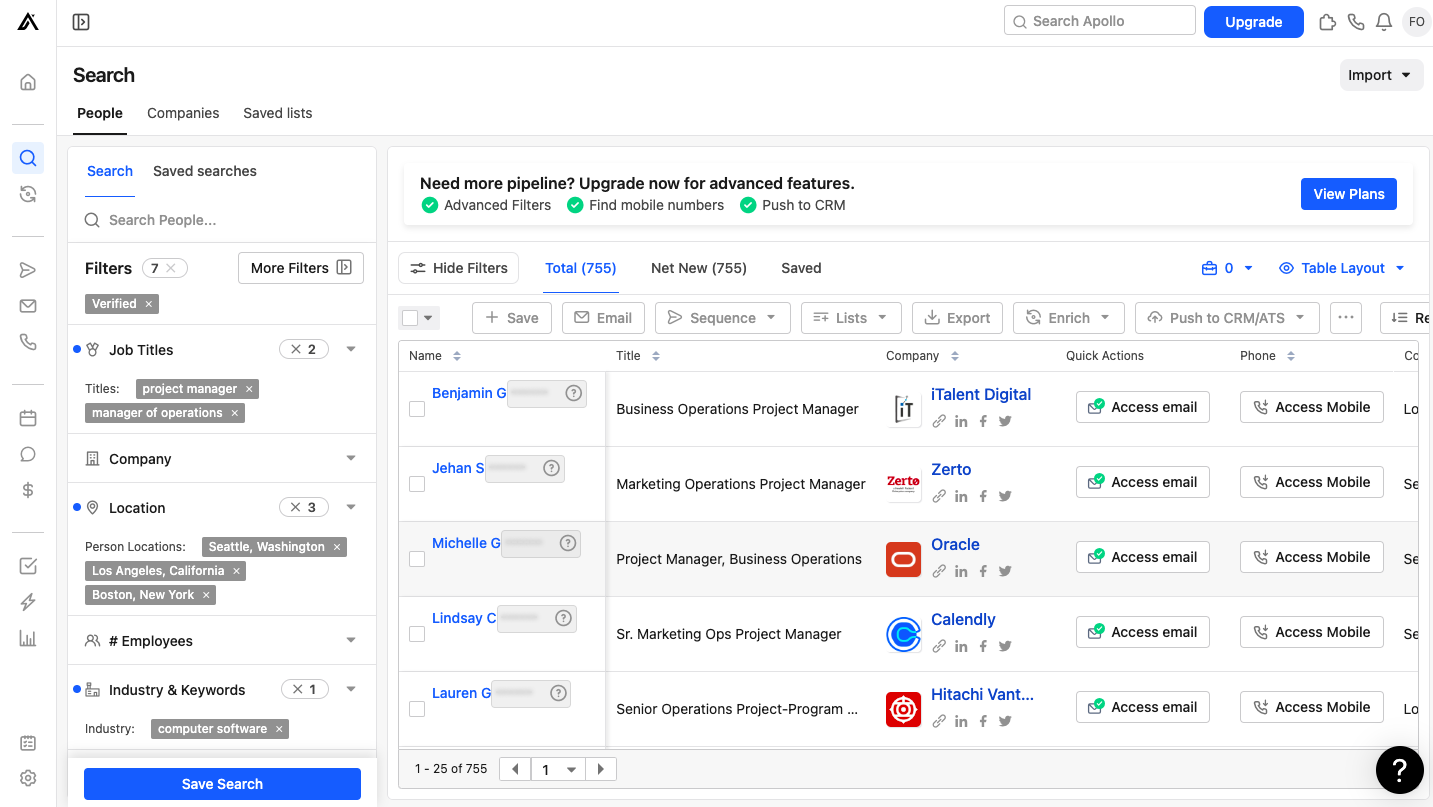 Search Apollo
Upgrade
FO
Search
Import
People Companies Saved lists
Search Saved searches
Search People...
Filters 7 More Filters
Verified
Job Titles 2
Titles: project manager
manager of operations
Company
Location 3
Person Locations: Seattle, Washington
Los Angeles, California
Boston, New York
# Employees
Industry & Keywords 1
Industry: computer software
Save Search
Need more pipeline? Upgrade now for advanced features.
Advanced Filters Find mobile numbers Push to CRM
View Plans
Hide Filters Total (755) Net New (755) Saved 0 Table Layout
Save Email Sequence Lists Export Enrich Push to CRM/ATS ... Re
Name Title Company Quick Actions Phone Co
Benjamin G ? Business Operations Project Manager iT iTalent Digital Access email Access Mobile Lo
Jehan S ? Marketing Operations Project Manager Zerto Zerto Access email Access Mobile Se
Michelle G ? Project Manager, Business Operations Oracle Access email Access Mobile Se
Lindsay C ? Sr. Marketing Ops Project Manager Calendly Access email Access Mobile Se
Lauren G ? Senior Operations Project-Program ... Hitachi Vant... Access email Access Mobile Lo
1 - 25 of 755 1
?